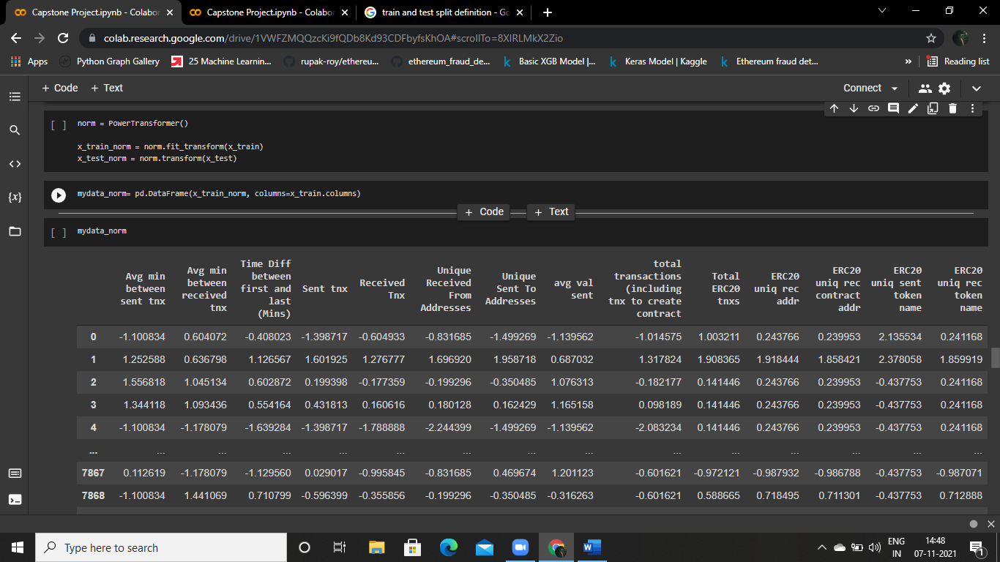 Capstone Project.ipynb - Colabor
Capstone Project.ipynb - Colabor
train and test split definition - Go
colab.research.google.com/drive/1VWFZMQQzcKi9fQDb8Kd93CDFbyfsKhOA#scrollTo=8XIRLMkX2Zio
Apps
Python Graph Gallery
25 Machine Learnin...
rupak-roy/ethereu...
ethereum_fraud_de...
Basic XGB Model |...
Keras Model | Kaggle
Ethereum fraud det...
»
Reading list
+ Code + Text
Connect
[ ] norm = PowerTransformer()
x_train_norm = norm.fit_transform(x_train)
x_test_norm = norm.transform(x_test)
mydata_norm= pd.DataFrame(x_train_norm, columns=x_train.columns)
+ Code + Text
[ ] mydata_norm
Avg min between sent tnx
Avg min between received tnx
Time Diff between first and last (Mins)
Sent tnx
Received Tnx
Unique Received From Addresses
Unique Sent To Addresses
avg val sent
total transactions (including tnx to create contract
Total ERC20 tnxs
ERC20 uniq rec addr
ERC20 uniq rec contract addr
ERC20 uniq sent token name
ERC20 uniq rec token name
0 -1.100834 0.604072 -0.408023 -1.398717 -0.604933 -0.831685 -1.499269 -1.139562 -1.014575 1.003211 0.243766 0.239953 2.135534 0.241168
1 1.252588 0.636798 1.126567 1.601925 1.276777 1.696920 1.958718 0.687032 1.317824 1.908365 1.918444 1.858421 2.378058 1.859919
2 1.556818 1.045134 0.602872 0.199398 -0.177359 -0.199296 -0.350485 1.076313 -0.182177 0.141446 0.243766 0.239953 -0.437753 0.241168
3 1.344118 1.093436 0.554164 0.431813 0.160616 0.180128 0.162429 1.165158 0.098189 0.141446 0.243766 0.239953 -0.437753 0.241168
4 -1.100834 -1.178079 -1.639284 -1.398717 -1.788888 -2.244399 -1.499269 -1.139562 -2.083234 0.141446 0.243766 0.239953 -0.437753 0.241168
... ... ... ... ... ... ... ... ... ... ... ... ... ... ...
7867 0.112619 -1.178079 -1.129560 0.029017 -0.995845 -0.831685 0.469674 1.201123 -0.601621 -0.972121 -0.987932 -0.986788 -0.437753 -0.987071
7868 -1.100834 1.441069 0.710799 -0.596399 -0.355856 -0.199296 -0.350485 -0.316263 -0.601621 0.588665 0.718495 0.711301 -0.437753 0.712888
Type here to search
ENG
IN
14:48
07-11-2021
1